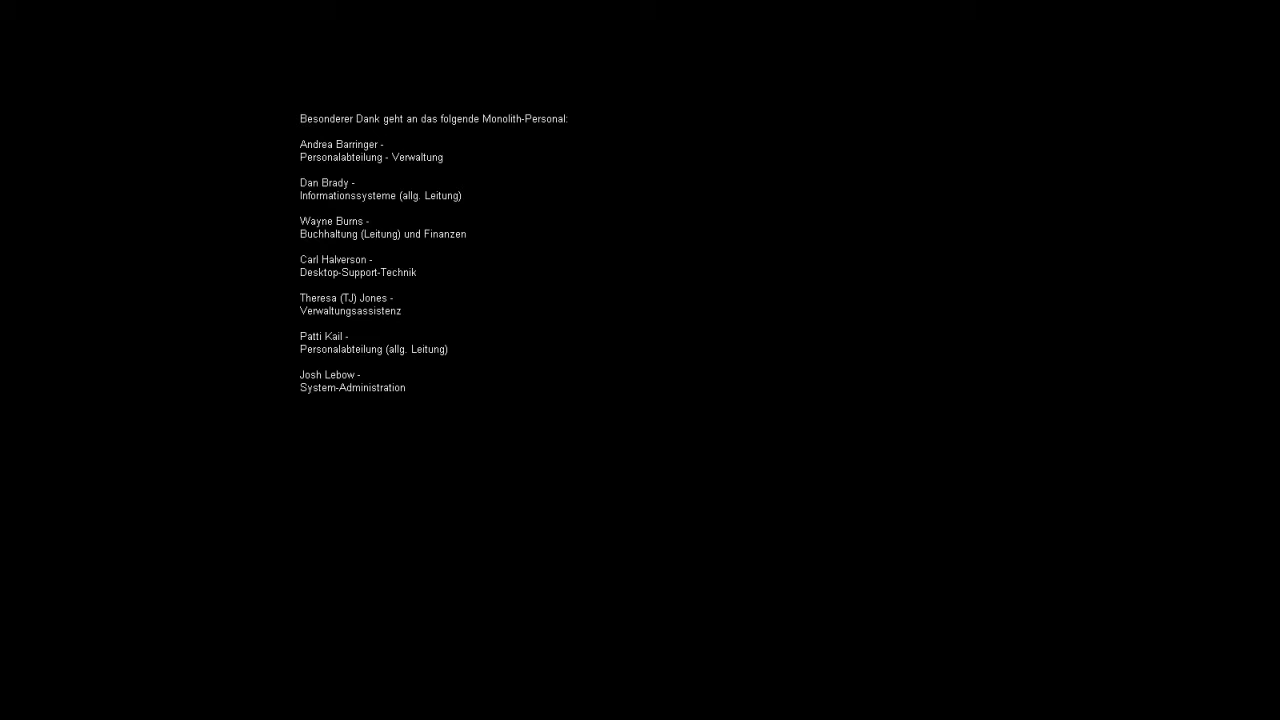 Besonderer Dank geht an das folgende Monolith-Personal:
Andrea Barringer -
Personalabteilung - Verwaltung
Dan Brady -
Informationssysteme (allg. Leitung)
Wayne Burns -
Buchhaltung (Leitung) und Finanzen
Carl Halverson -
Desktop-Support-Technik
Theresa (TJ) Jones -
Verwaltungsassistenz
Patti Kail -
Personalabteilung (allg. Leitung)
Josh Lebow -
System-Administration